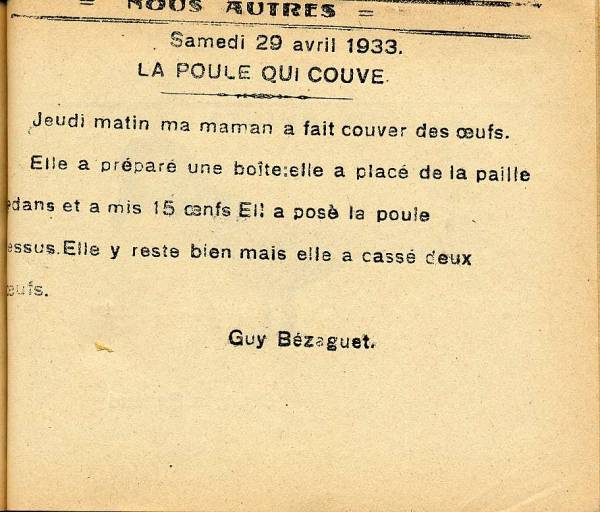 = NOUS AUTRES =
Samedi 29 avril 1933.
LA POULE QUI COUVE.
Jeudi matin ma maman a fait couver des œufs.
Elle a préparé une boîte:elle a placé de la paille
edans et a mis 15 œnfs Ell a posè la poule
essus.Elle y reste bien mais elle a cassé deux
œufs.
Guy Bézaguet.